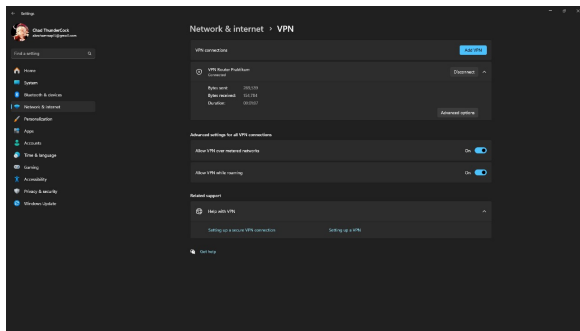 Settings
Chad ThunderCock
Find a setting
Home
System
Bluetooth & devices
Network & internet
Personalization
Apps
Accounts
Time & language
Gaming
Accessibility
Privacy & security
Windows Update
Network & internet > VPN
VPN connections
Add VPN
VPN Router Praktikum
Connected
Disconnect
Bytes sent:
Bytes received:
Duration:
Advanced options
Advanced settings for all VPN connections
Allow VPN over metered networks
On
Allow VPN while roaming
On
Related support
Help with VPN
Setting up a secure VPN connection
Setting up a VPN
Get help